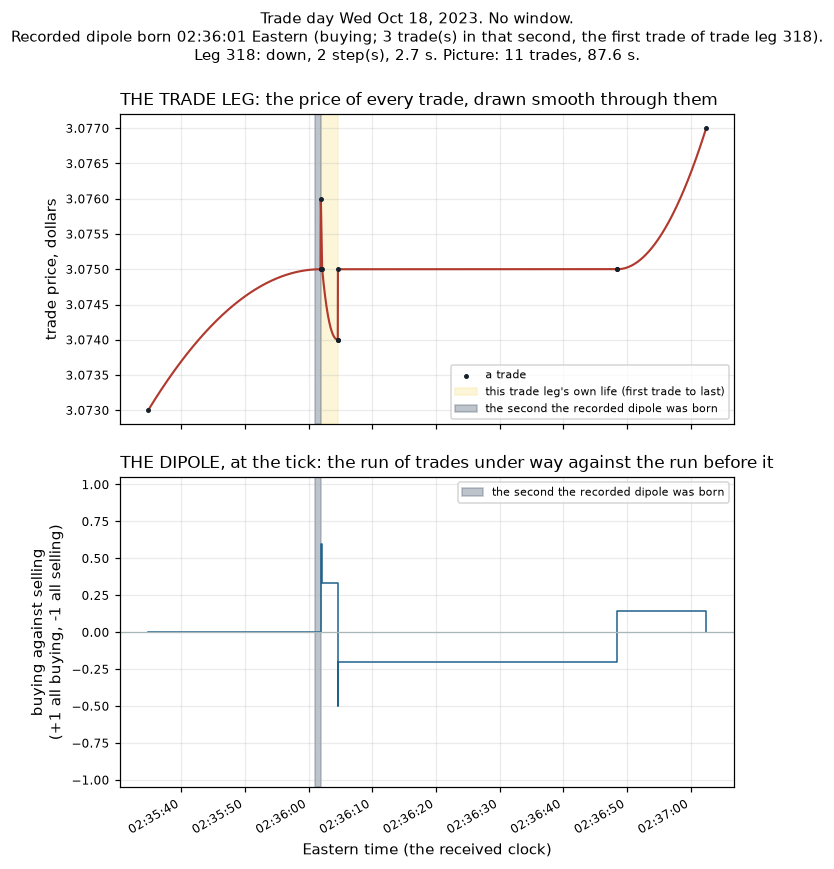 Trade day Wed Oct 18, 2023. No window.
Recorded dipole born 02:36:01 Eastern (buying; 3 trade(s) in that second, the first trade of trade leg 318).
Leg 318: down, 2 step(s), 2.7 s. Picture: 11 trades, 87.6 s.
THE TRADE LEG: the price of every trade, drawn smooth through them
trade price, dollars
3.0770
3.0765
3.0760
3.0755
3.0750
3.0745
3.0740
3.0735
3.0730
a trade
this trade leg's own life (first trade to last)
the second the recorded dipole was born
THE DIPOLE, at the tick: the run of trades under way against the run before it
buying against selling
(+1 all buying, -1 all selling)
1.00
0.75
0.50
0.25
0.00
−0.25
−0.50
−0.75
−1.00
the second the recorded dipole was born
02:35:40
02:35:50
02:36:00
02:36:10
02:36:20
02:36:30
02:36:40
02:36:50
02:37:00
Eastern time (the received clock)